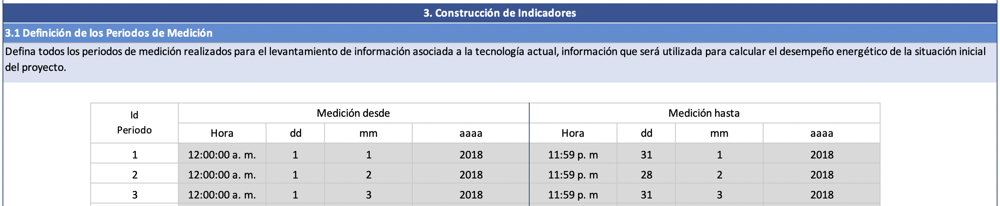 3. Construcción de Indicadores
3.1 Definición de los Periodos de Medición
Defina todos los periodos de medición realizados para el levantamiento de información asociada a la tecnología actual, información que será utilizada para calcular el desempeño energético de la situación inicial
del proyecto.
Id Periodo Medición desde Medición hasta
Hora dd mm aaaa Hora dd mm aaaa
1 12:00:00 a. m. 1 1 2018 11:59 p. m 31 1 2018
2 12:00:00 a. m. 1 2 2018 11:59 p. m 28 2 2018
3 12:00:00 a. m. 1 3 2018 11:59 p. m 31 3 2018